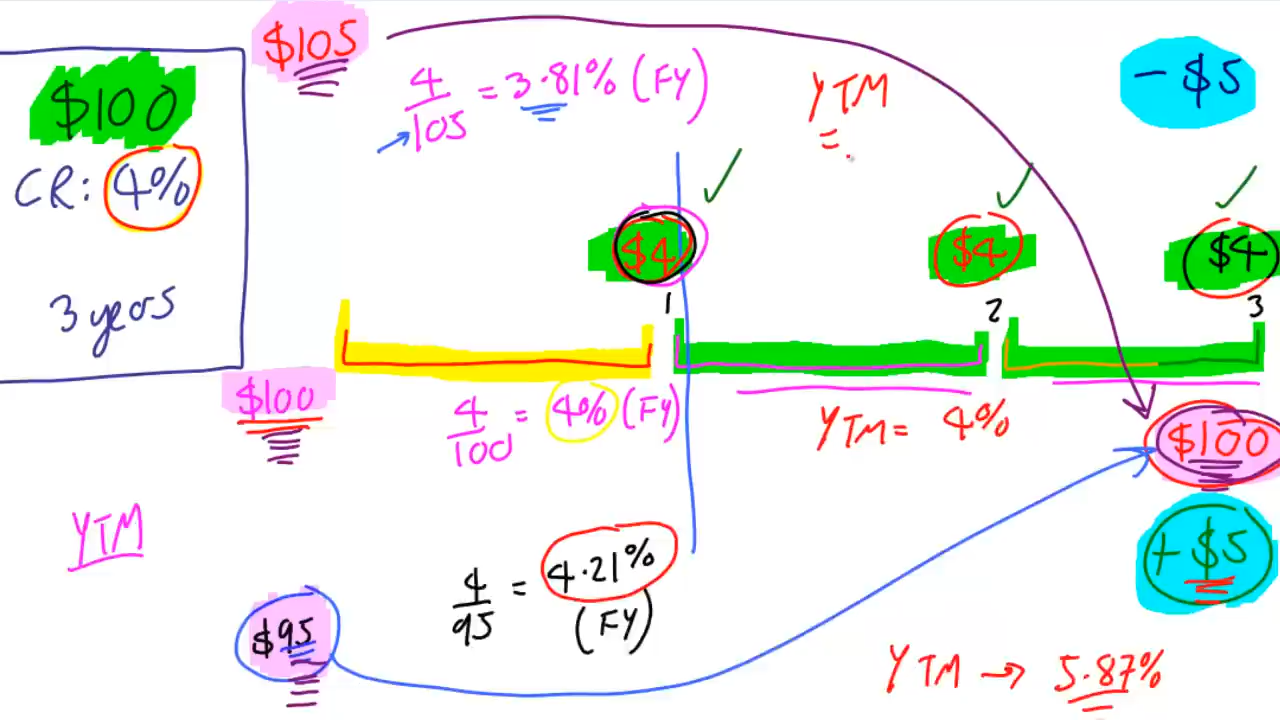 $105
4/105 = 3.81% (FY)
YTM =
- $5
$100
CR: 4%
3 years
$4
$4
$4
1
2
3
$100
4/100 = 4% (FY)
YTM = 4%
$100
YTM
+ $5
4/95 = 4.21%
(FY)
$95
YTM → 5.87%